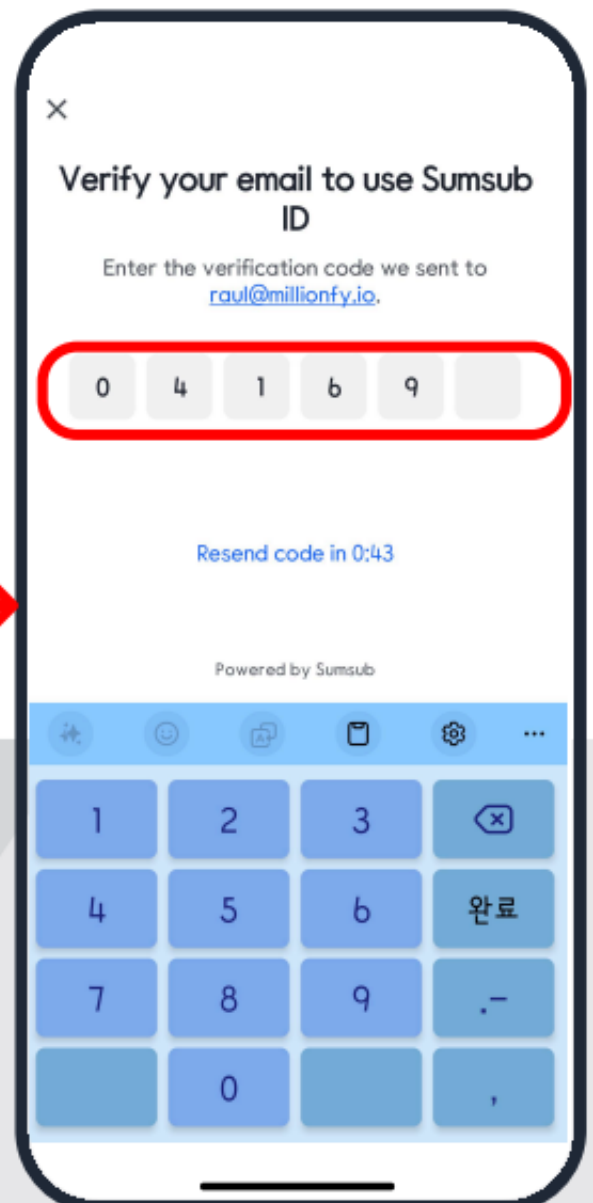 ×
Verify your email to use Sumsub
ID
Enter the verification code we sent to
raul@millionfy.io.
0 4 1 6 9
Resend code in 0:43
Powered by Sumsub
1 2 3
4 5 6 완료
7 8 9 .-
0 ,